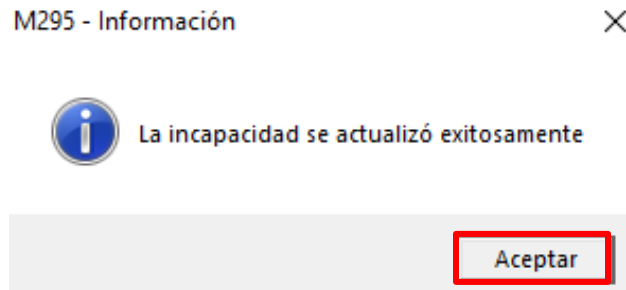 M295 - Información
La incapacidad se actualizó exitosamente
Aceptar